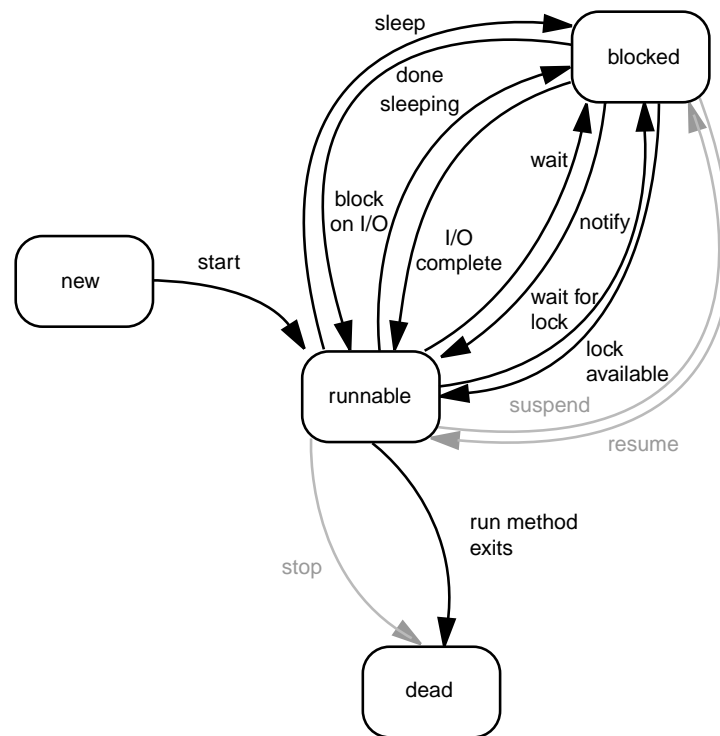 sleep
blocked
done
sleeping
wait
block
on I/O
notify
I/O
complete
start
new
wait for
lock
lock
available
runnable
suspend
resume
run method
exits
stop
dead